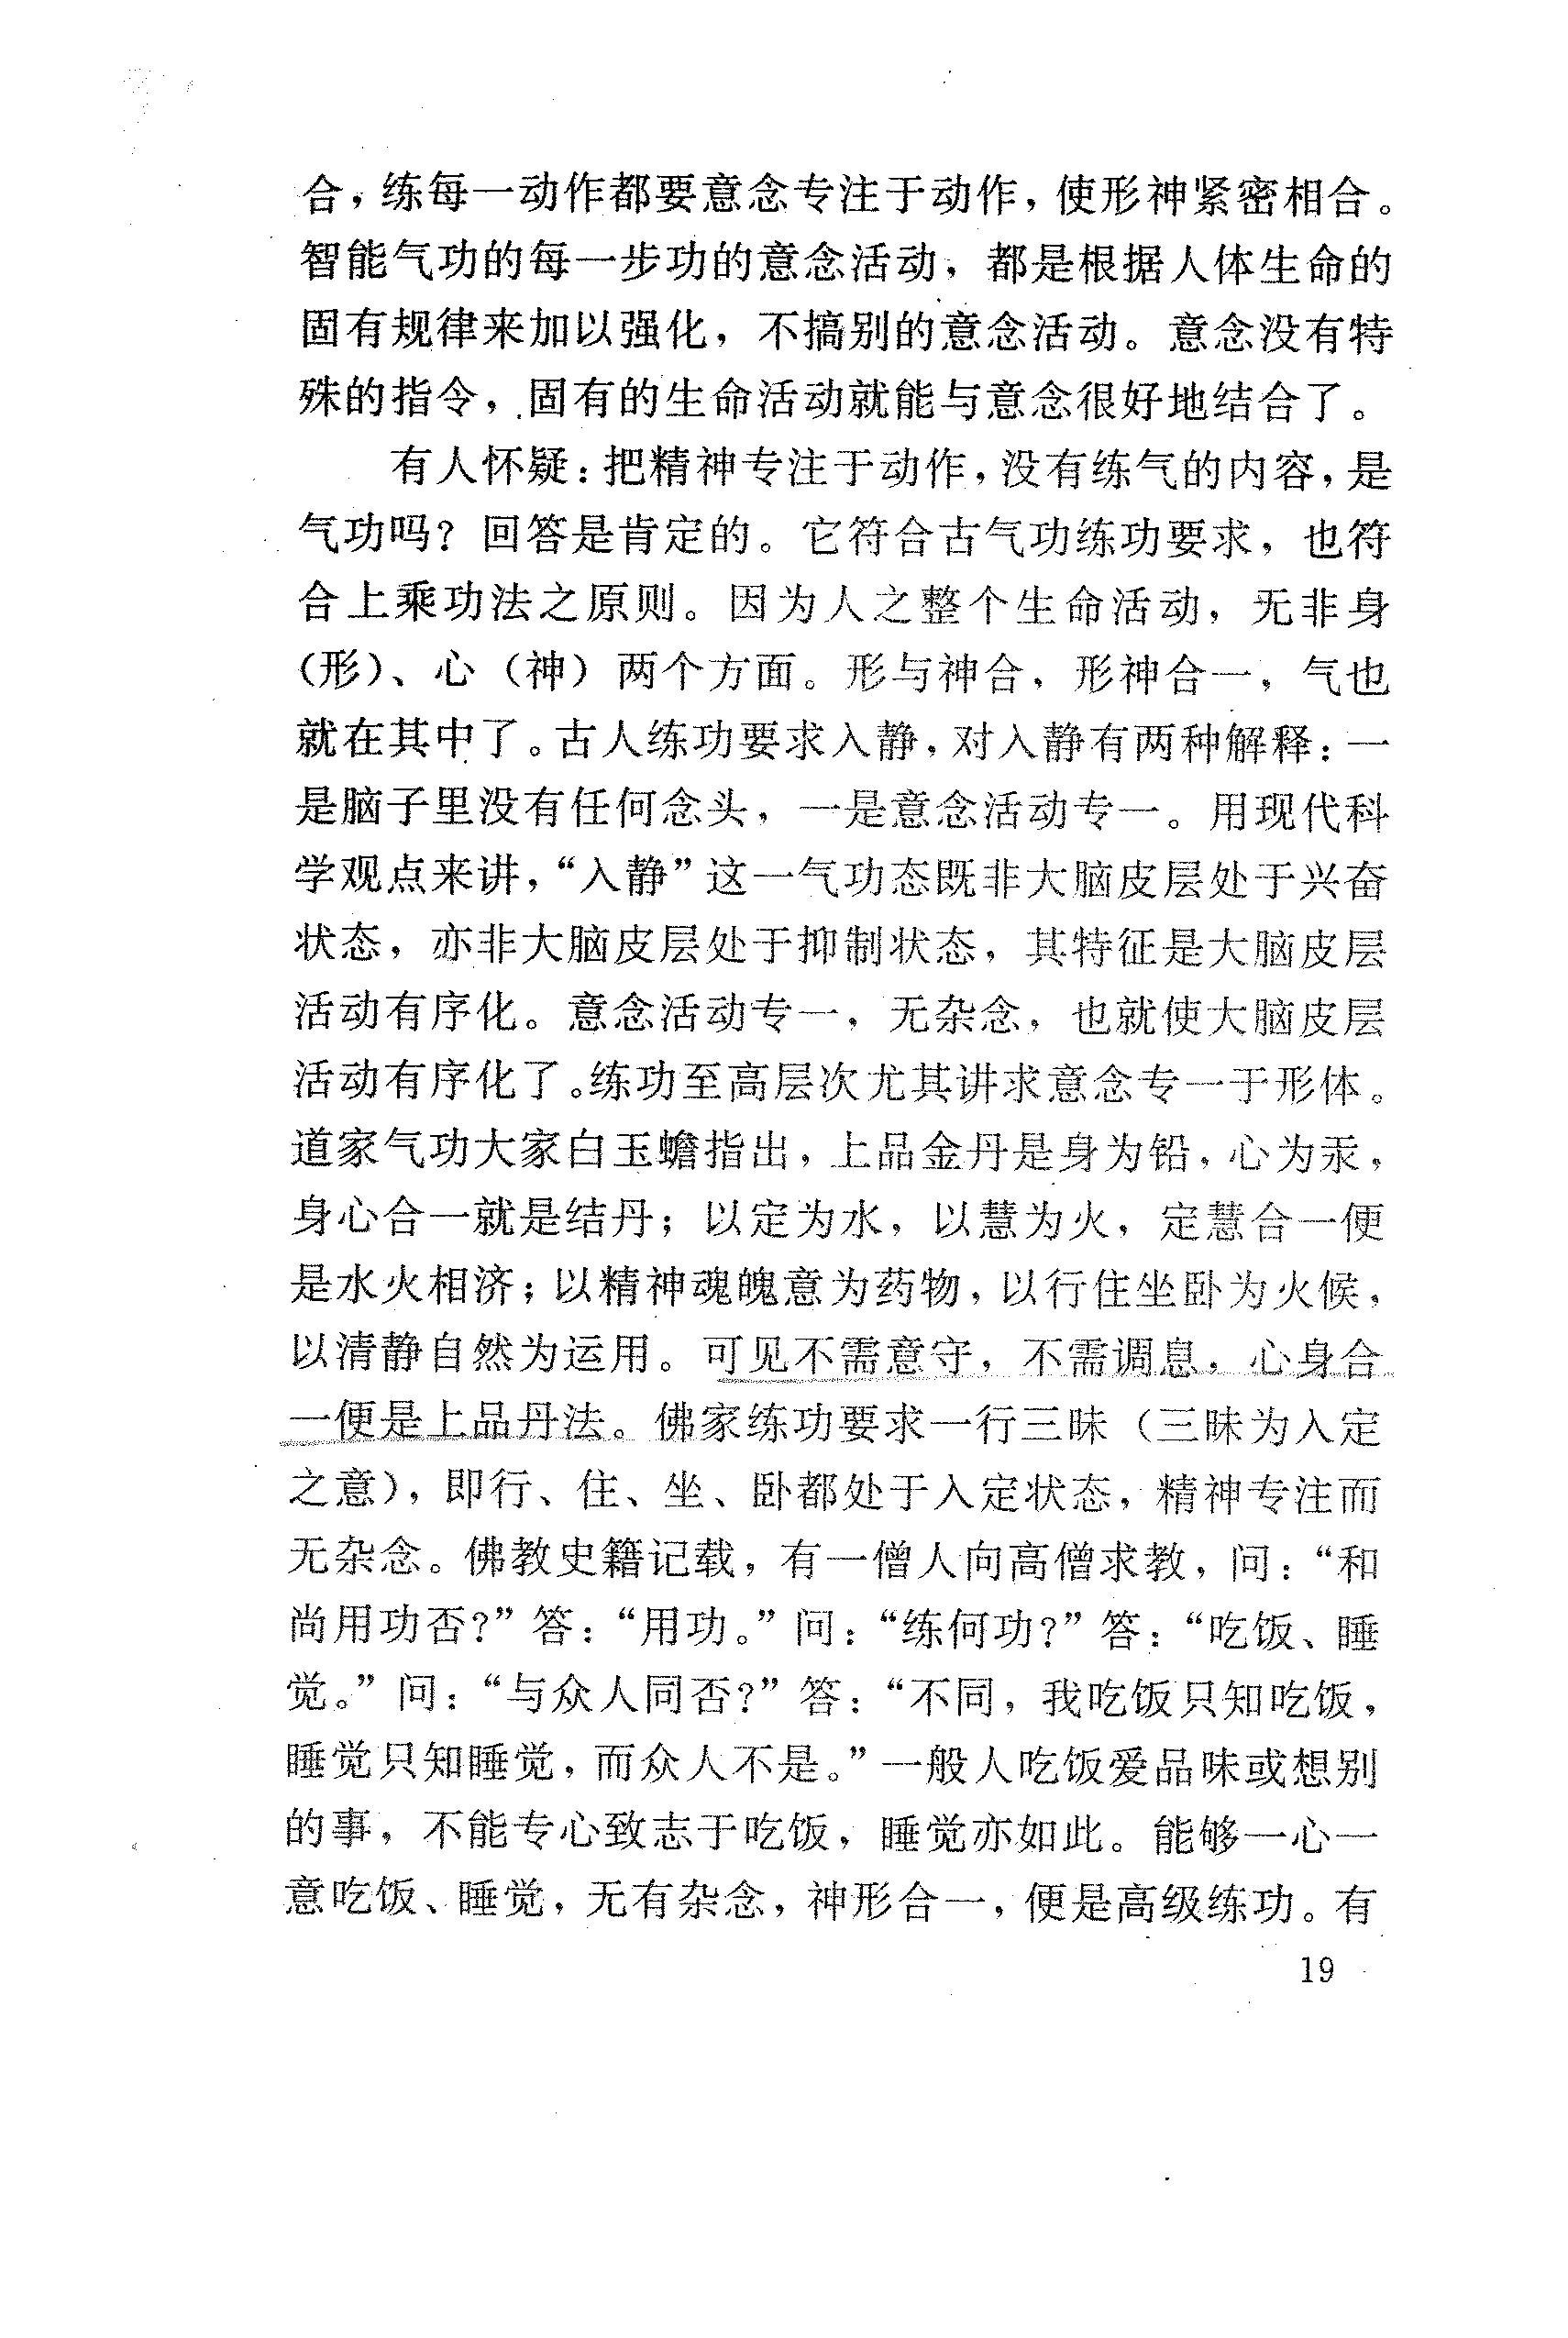 合，练每一动作都要意念专注于动作，使形神紧密相合。
智能气功的每一步功的意念活动，都是根据人体生命的
固有规律来加以强化，不搞别的意念活动。意念没有特
殊的指令，固有的生命活动就能与意念很好地结合了。
有人怀疑：把精神专注于动作，没有练气的内容，是
气功吗？回答是肯定的。它符合古气功练功要求，也符
合上乘功法之原则。因为人之整个生命活动，无非身
（形）、心（神）两个方面。形与神合，形神合一，气也
就在其中了。古人练功要求入静，对入静有两种解释：一
是脑子里没有任何念头，一是意念活动专一。用现代科
学观点来讲，“入静”这一气功态既非大脑皮层处于兴奋
状态，亦非大脑皮层处于抑制状态，其特征是大脑皮层
活动有序化。意念活动专一，无杂念，也就使大脑皮层
活动有序化了。练功至高层次尤其讲求意念专一于形体。
道家气功大家白玉蟾指出，上品金丹是身为铅，心为汞，
身心合一就是结丹；以定为水，以慧为火，定慧合一便
是水火相济；以精神魂魄意为药物，以行住坐卧为火候，
以清静自然为运用。可见不需意守，不需调息，心身合
一便是上品丹法。佛家练功要求一行三昧（三昧为入定
之意），即行、住、坐、卧都处于入定状态，精神专注而
无杂念。佛教史籍记载，有一僧人向高僧求教，问：“和
尚用功否？”答：“用功。”问：“练何功？”答：“吃饭、睡
觉。”问：“与众人同否？”答：“不同，我吃饭只知吃饭，
睡觉只知睡觉，而众人不是。”一般人吃饭爱品味或想别
的事，不能专心致志于吃饭，睡觉亦如此。能够一心一
意吃饭、睡觉，无有杂念，神形合一，便是高级练功。有
19